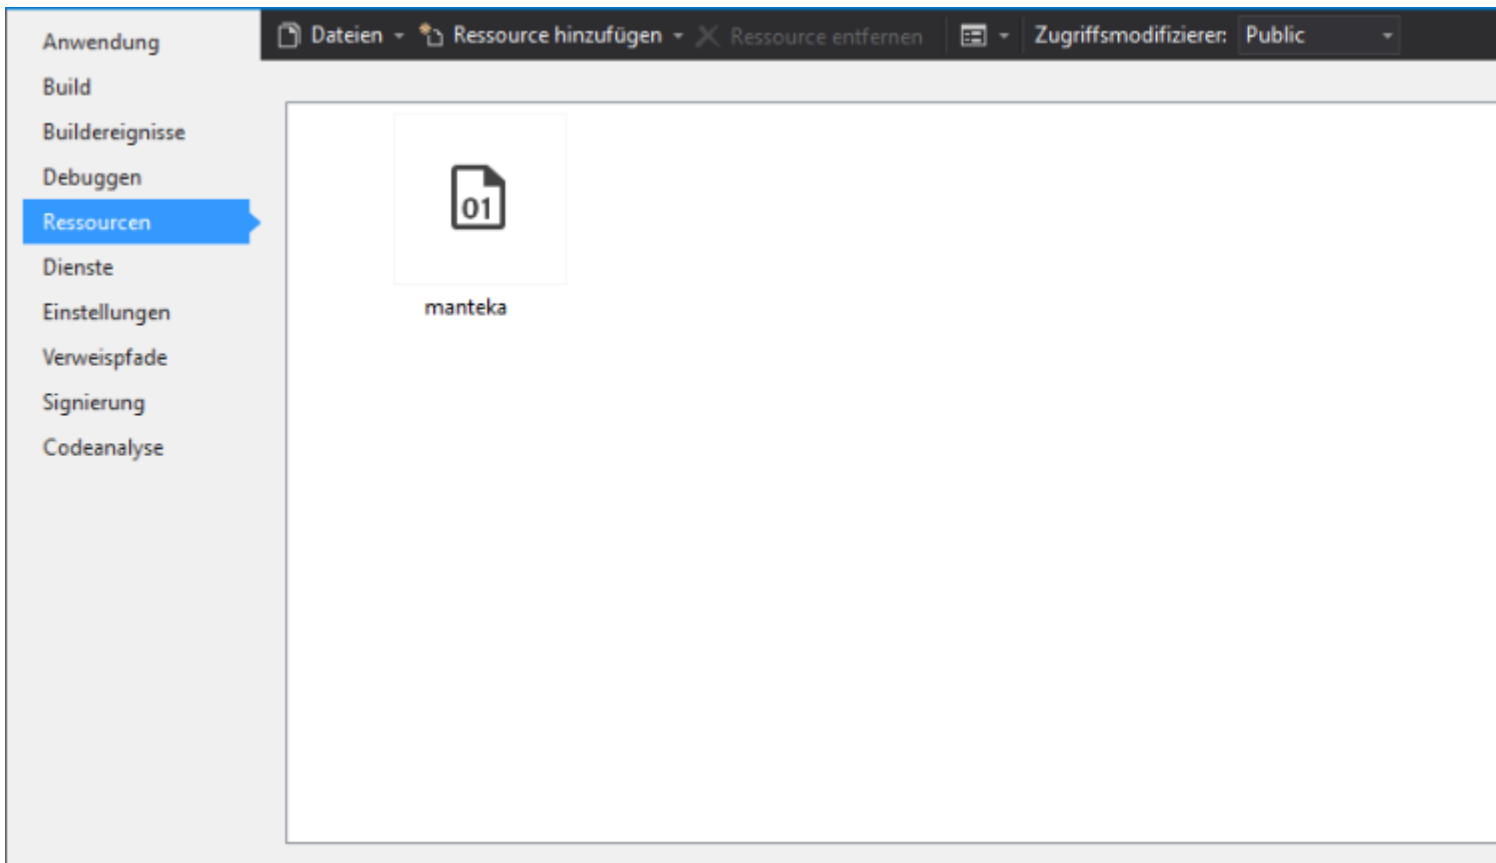 Dateien Ressource hinzufügen Ressource entfernen Zugriffsmodifizierer: Public
Anwendung
Build
Buildereignisse
Debuggen
Ressourcen
Dienste
Einstellungen
Verweispfade
Signierung
Codeanalyse
01
manteka